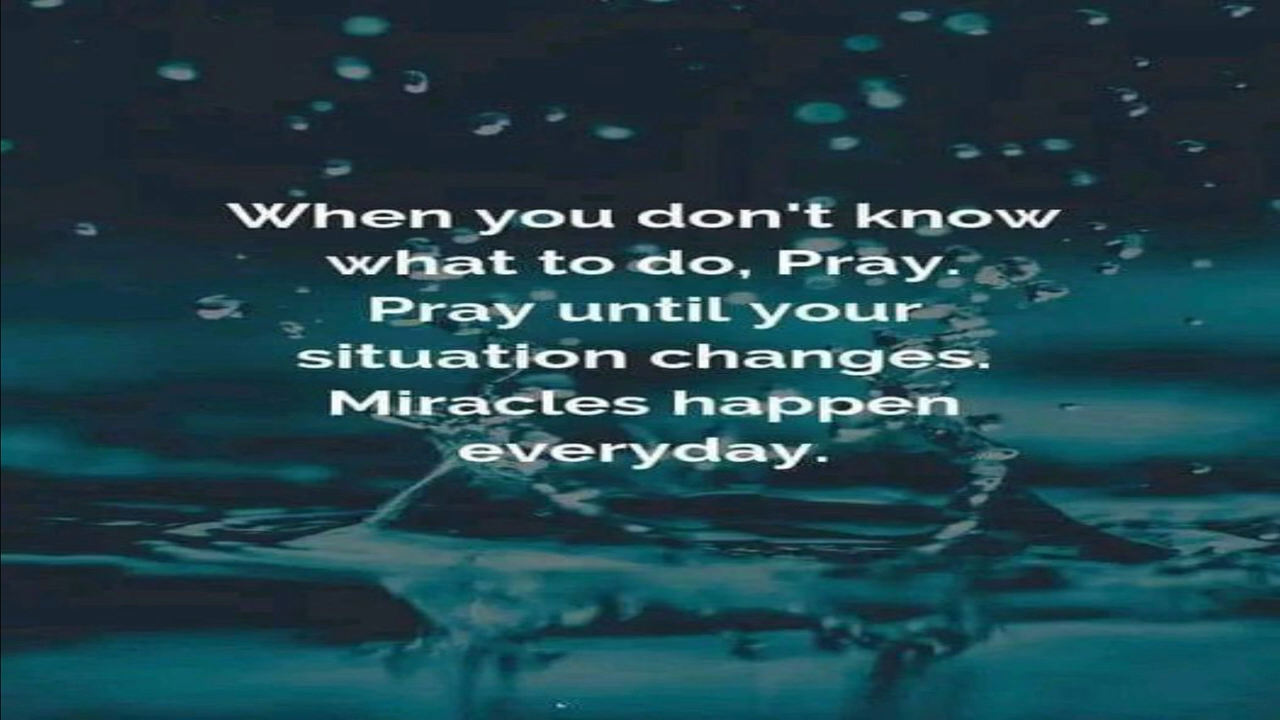 When you don't know
what to do, Pray.
Pray until your
situation changes.
Miracles happen
everyday.